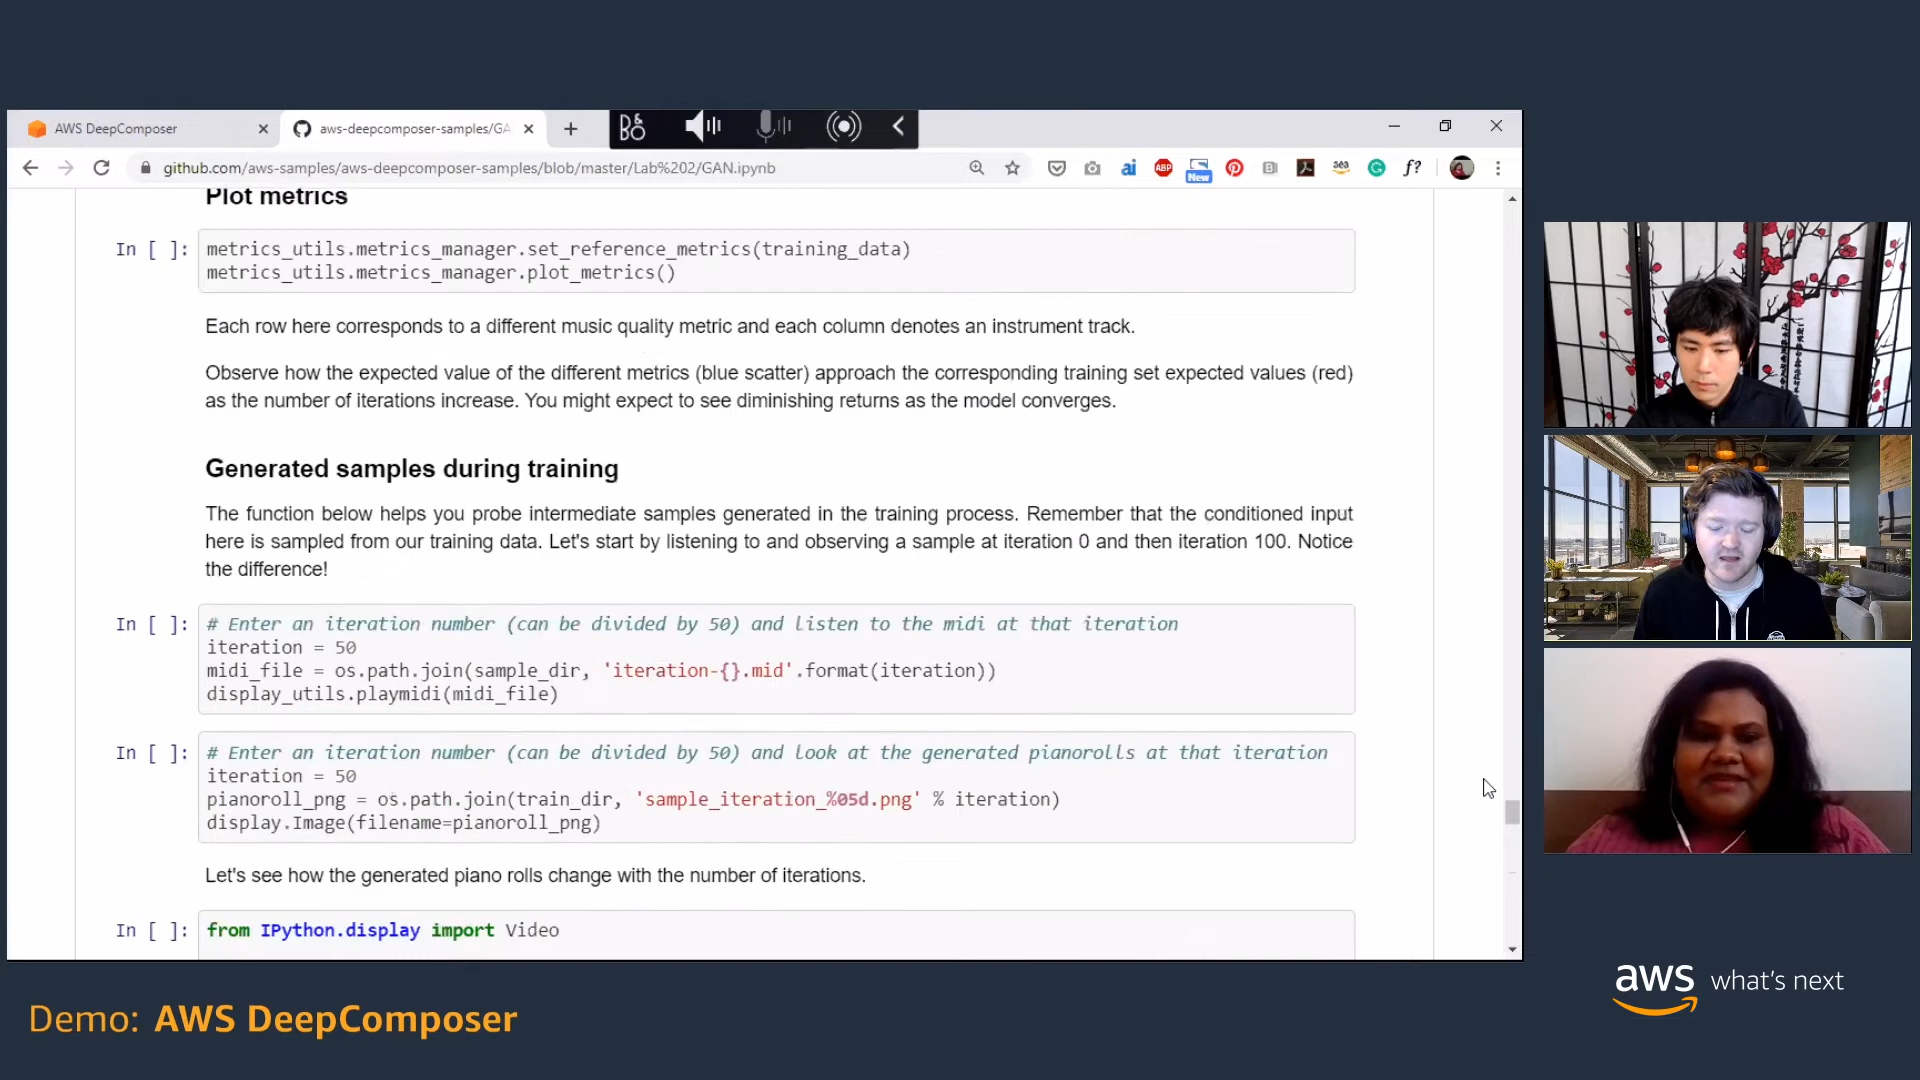 AWS DeepComposer
aws-deepcomposer-samples/GA
B&O
github.com/aws-samples/aws-deepcomposer-samples/blob/master/Lab%202/GAN.ipynb
ai
ABP
New
f?
Plot metrics
In [ ]:
metrics_utils.metrics_manager.set_reference_metrics(training_data)
metrics_utils.metrics_manager.plot_metrics()
Each row here corresponds to a different music quality metric and each column denotes an instrument track.
Observe how the expected value of the different metrics (blue scatter) approach the corresponding training set expected values (red)
as the number of iterations increase. You might expect to see diminishing returns as the model converges.
Generated samples during training
The function below helps you probe intermediate samples generated in the training process. Remember that the conditioned input
here is sampled from our training data. Let's start by listening to and observing a sample at iteration 0 and then iteration 100. Notice
the difference!
In [ ]:
# Enter an iteration number (can be divided by 50) and listen to the midi at that iteration
iteration = 50
midi_file = os.path.join(sample_dir, 'iteration-{}.mid'.format(iteration))
display_utils.playmidi(midi_file)
In [ ]:
# Enter an iteration number (can be divided by 50) and look at the generated pianorolls at that iteration
iteration = 50
pianoroll_png = os.path.join(train_dir, 'sample_iteration_%05d.png' % iteration)
display.Image(filename=pianoroll_png)
Let's see how the generated piano rolls change with the number of iterations.
In [ ]:
from IPython.display import Video
aws what's next
Demo: AWS DeepComposer